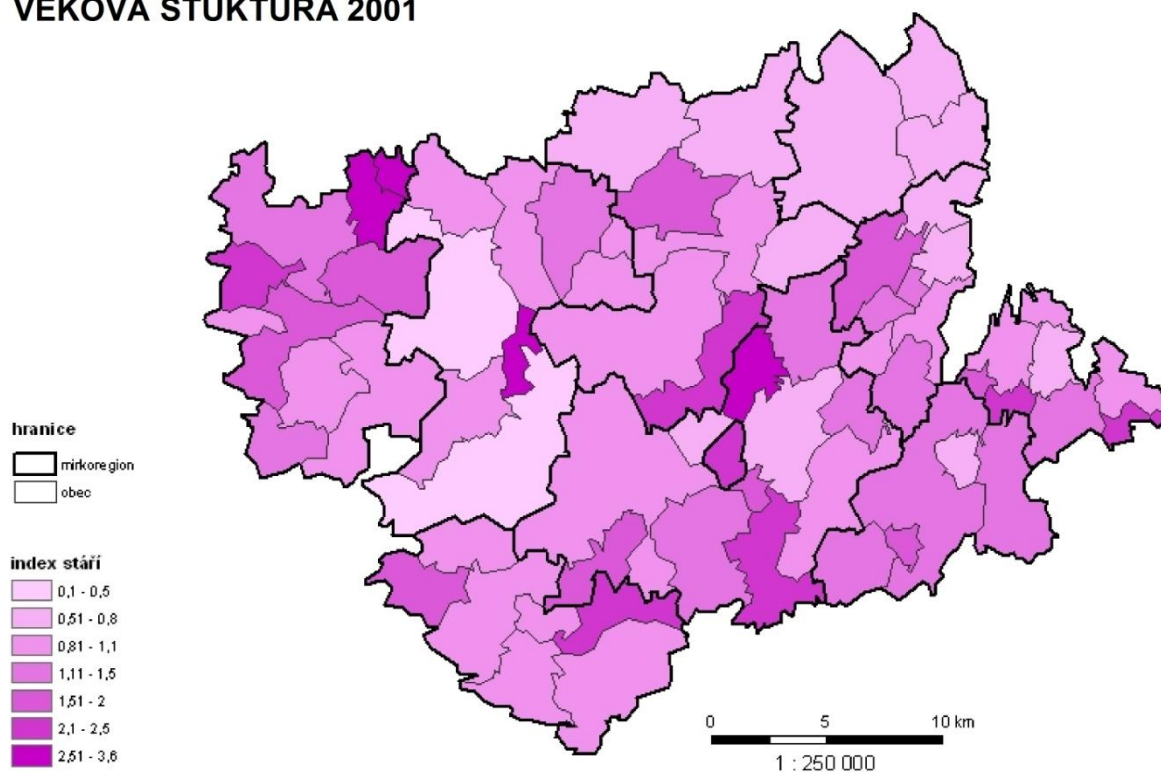 VĚKOVÁ STUKTURA 2001
hranice
mirkoregion
obec
index stáří
0,1 - 0,5
0,51 - 0,8
0,81 - 1,1
1,11 - 1,5
1,51 - 2
2,1 - 2,5
2,51 - 3,6
0 5 10 km
1 : 250 000